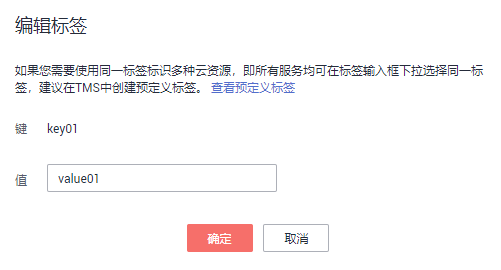 编辑标签
如果您需要使用同一标签标识多种云资源，即所有服务均可在标签输入框下拉选择同一标
签，建议在TMS中创建预定义标签。 查看预定义标签
键 key01
值 value01
确定 取消